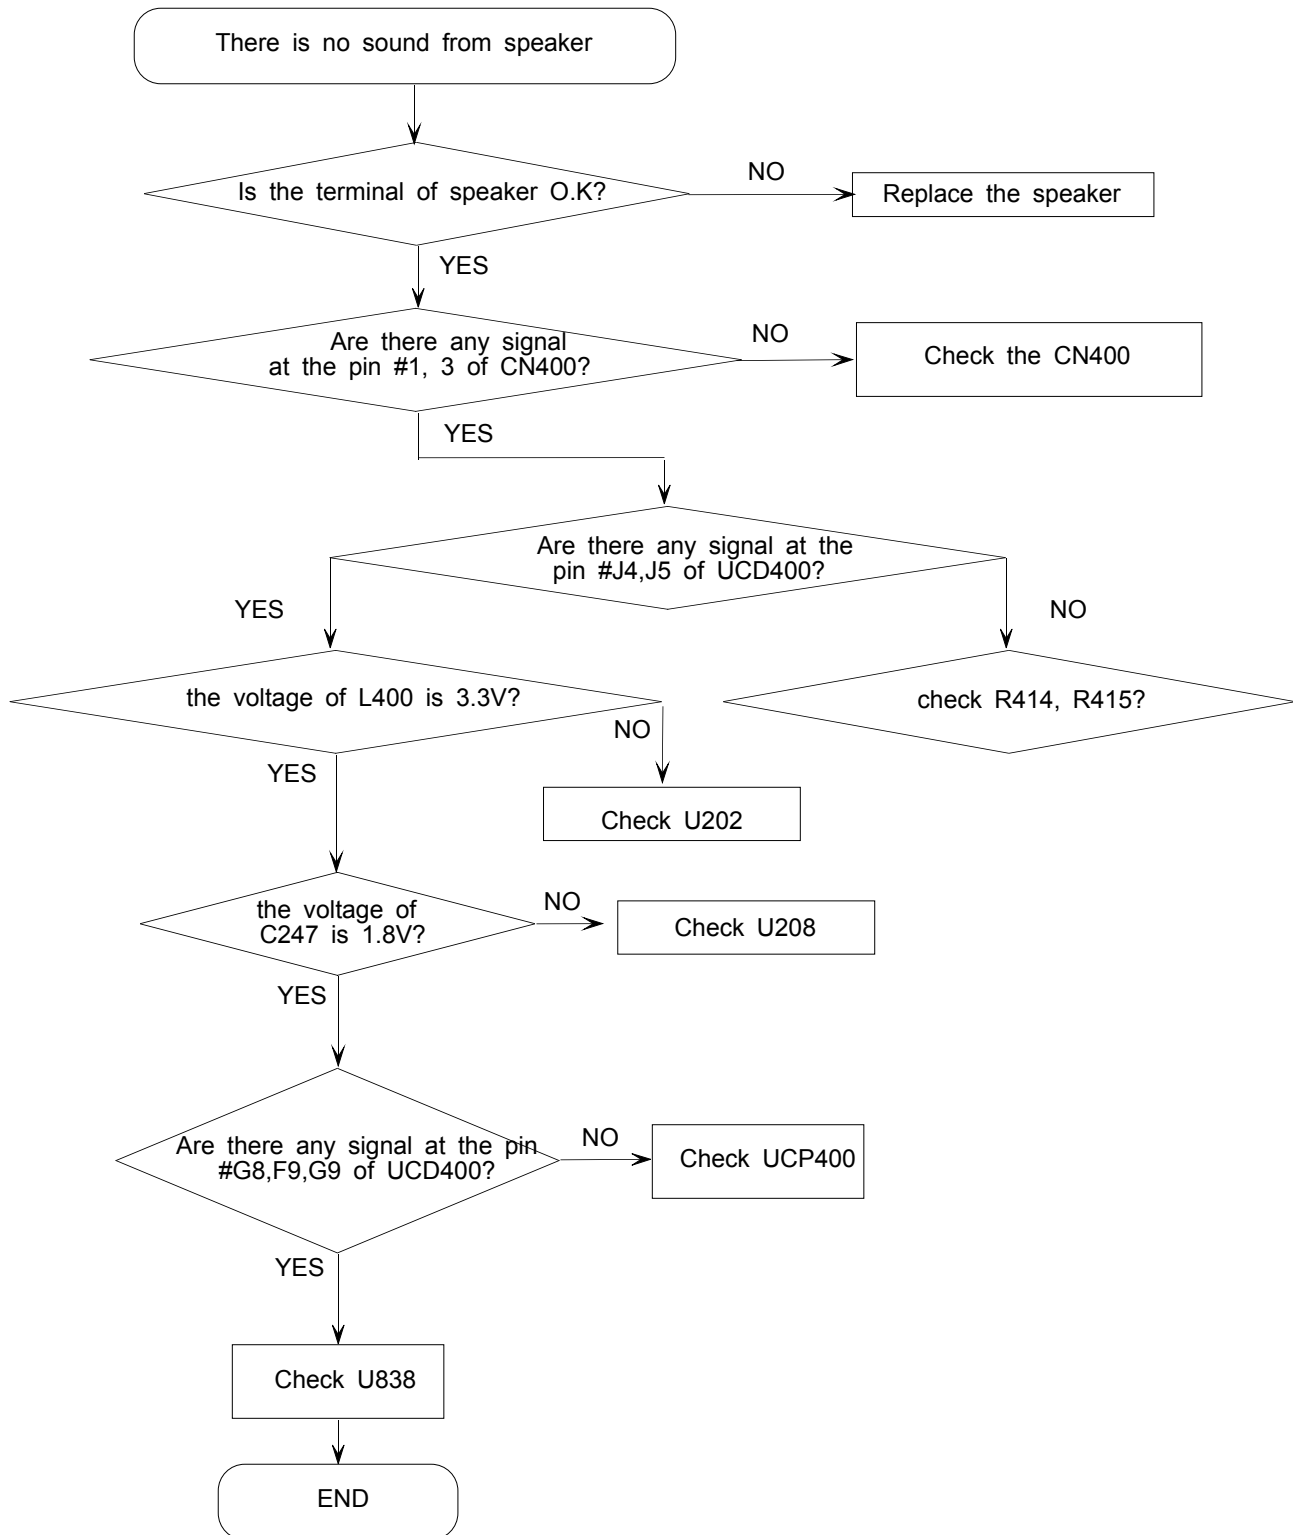 There is no sound from speaker
Is the terminal of speaker O.K?
NO
Replace the speaker
YES
Are there any signal
at the pin #1, 3 of CN400?
NO
Check the CN400
YES
Are there any signal at the
pin #J4,J5 of UCD400?
YES
NO
the voltage of L400 is 3.3V?
check R414, R415?
NO
YES
Check U202
the voltage of
C247 is 1.8V?
NO
Check U208
YES
Are there any signal at the pin
#G8,F9,G9 of UCD400?
NO
Check UCP400
YES
Check U838
END